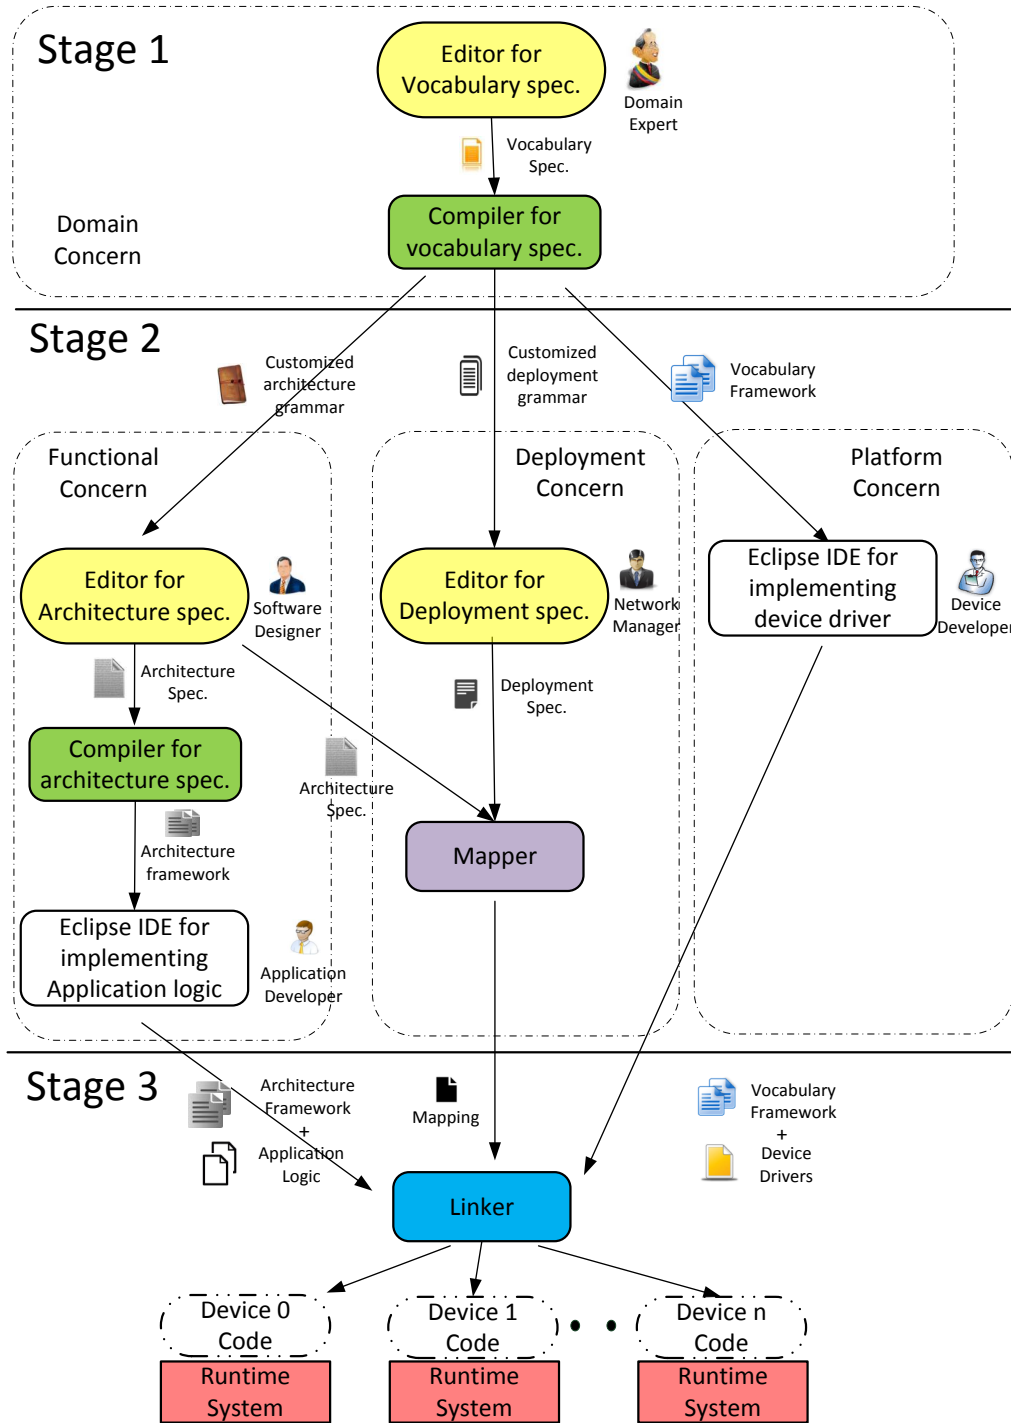 Stage 1
Editor for
Vocabulary spec.
Domain
Expert
Vocabulary
Spec.
Compiler for
vocabulary spec.
Domain
Concern
Stage 2
Customized
architecture
grammar
Customized
deployment
grammar
Vocabulary
Framework
Functional
Concern
Deployment
Concern
Platform
Concern
Editor for
Architecture spec.
Software
Designer
Editor for
Deployment spec.
Network
Manager
Eclipse IDE for
implementing
device driver
Device
Developer
Architecture
Spec.
Deployment
Spec.
Compiler for
architecture spec.
Architecture
Spec.
Architecture
framework
Mapper
Eclipse IDE for
implementing
Application logic
Application
Developer
Stage 3
Architecture
Framework
+
Application
Logic
Mapping
Vocabulary
Framework
+
Device
Drivers
Linker
Device 0
Code
Device 1
Code
Device n
Code
Runtime
System
Runtime
System
Runtime
System